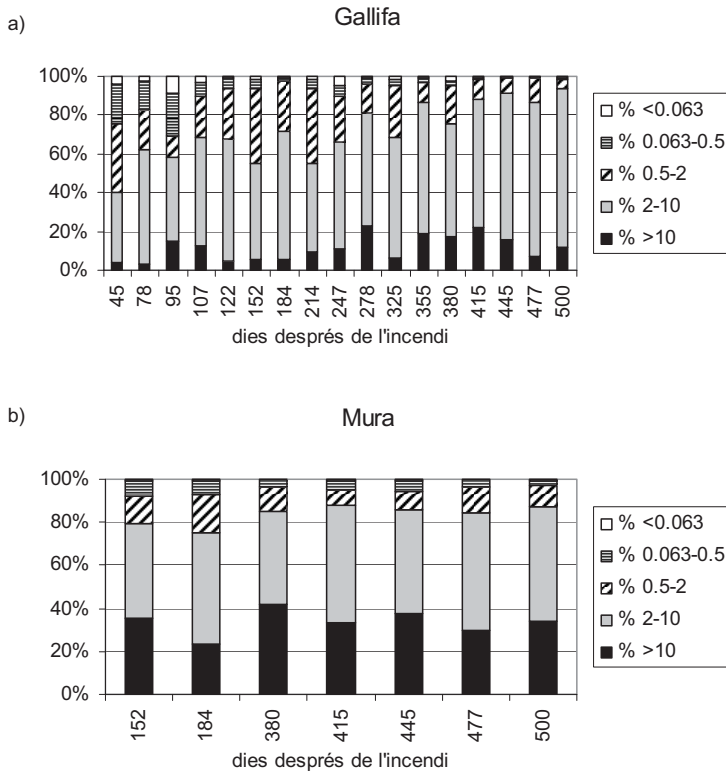 a)
Gallifa
100%
80%
60%
40%
20%
0%
45 78 95 107 122 152 184 214 247 278 325 355 380 415 445 477 500
dies després de l'incendi
% <0.063
% 0.063-0.5
% 0.5-2
% 2-10
% >10
b)
Mura
100%
80%
60%
40%
20%
0%
152 184 380 415 445 477 500
dies després de l'incendi
% <0.063
% 0.063-0.5
% 0.5-2
% 2-10
% >10